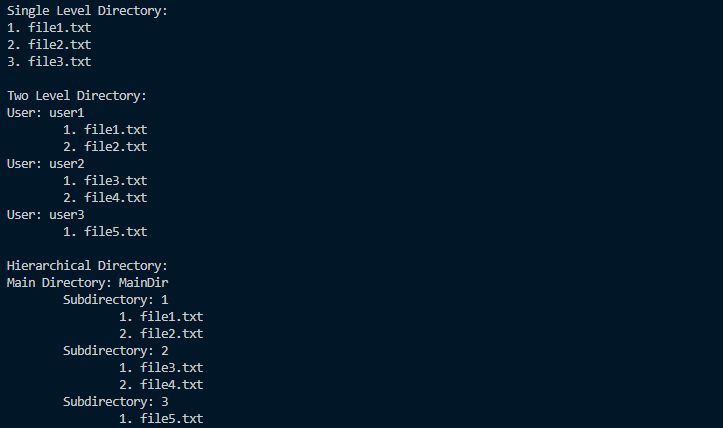 Single Level Directory:
1. file1.txt
2. file2.txt
3. file3.txt

Two Level Directory:
User: user1
        1. file1.txt
        2. file2.txt
User: user2
        1. file3.txt
        2. file4.txt
User: user3
        1. file5.txt

Hierarchical Directory:
Main Directory: MainDir
        Subdirectory: 1
                1. file1.txt
                2. file2.txt
        Subdirectory: 2
                1. file3.txt
                2. file4.txt
        Subdirectory: 3
                1. file5.txt